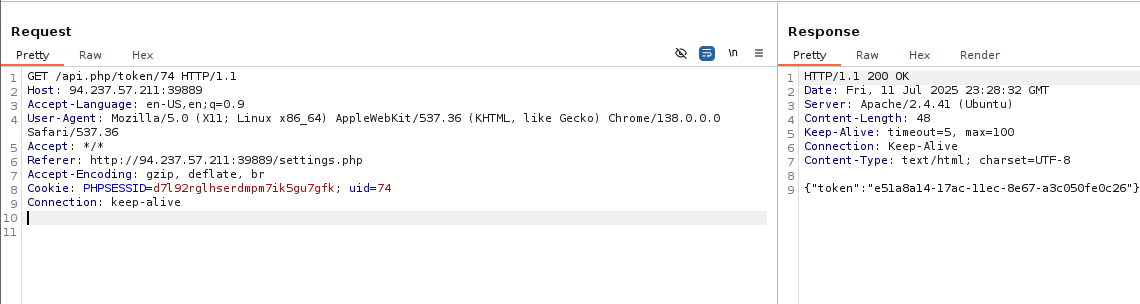 Request
Pretty Raw Hex \n
1 GET /api.php/token/74 HTTP/1.1
2 Host: 94.237.57.211:39889
3 Accept-Language: en-US,en;q=0.9
4 User-Agent: Mozilla/5.0 (X11; Linux x86_64) AppleWebKit/537.36 (KHTML, like Gecko) Chrome/138.0.0.0
Safari/537.36
5 Accept: */*
6 Referer: http://94.237.57.211:39889/settings.php
7 Accept-Encoding: gzip, deflate, br
8 Cookie: PHPSESSID=d7l92rglhserdmpm7ik5gu7gfk; uid=74
9 Connection: keep-alive
10
11
Response
Pretty Raw Hex Render
1 HTTP/1.1 200 OK
2 Date: Fri, 11 Jul 2025 23:28:32 GMT
3 Server: Apache/2.4.41 (Ubuntu)
4 Content-Length: 48
5 Keep-Alive: timeout=5, max=100
6 Connection: Keep-Alive
7 Content-Type: text/html; charset=UTF-8
8
9 {"token":"e51a8a14-17ac-11ec-8e67-a3c050fe0c26"}